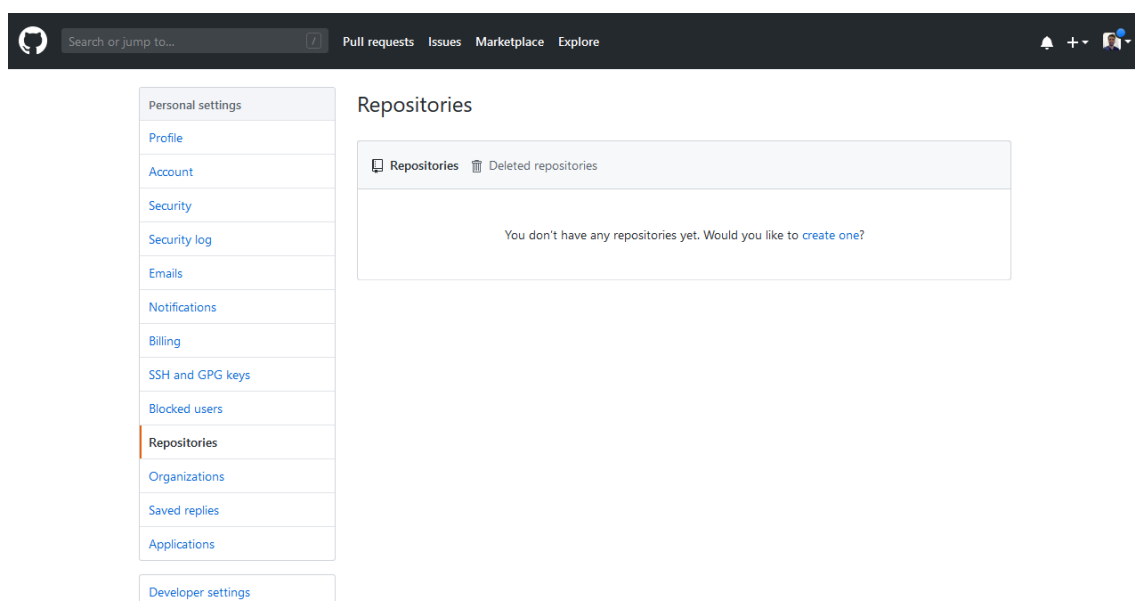 Search or jump to... /
Pull requests Issues Marketplace Explore
Personal settings
Profile
Account
Security
Security log
Emails
Notifications
Billing
SSH and GPG keys
Blocked users
Repositories
Organizations
Saved replies
Applications
Developer settings
Repositories
Repositories Deleted repositories
You don't have any repositories yet. Would you like to create one?